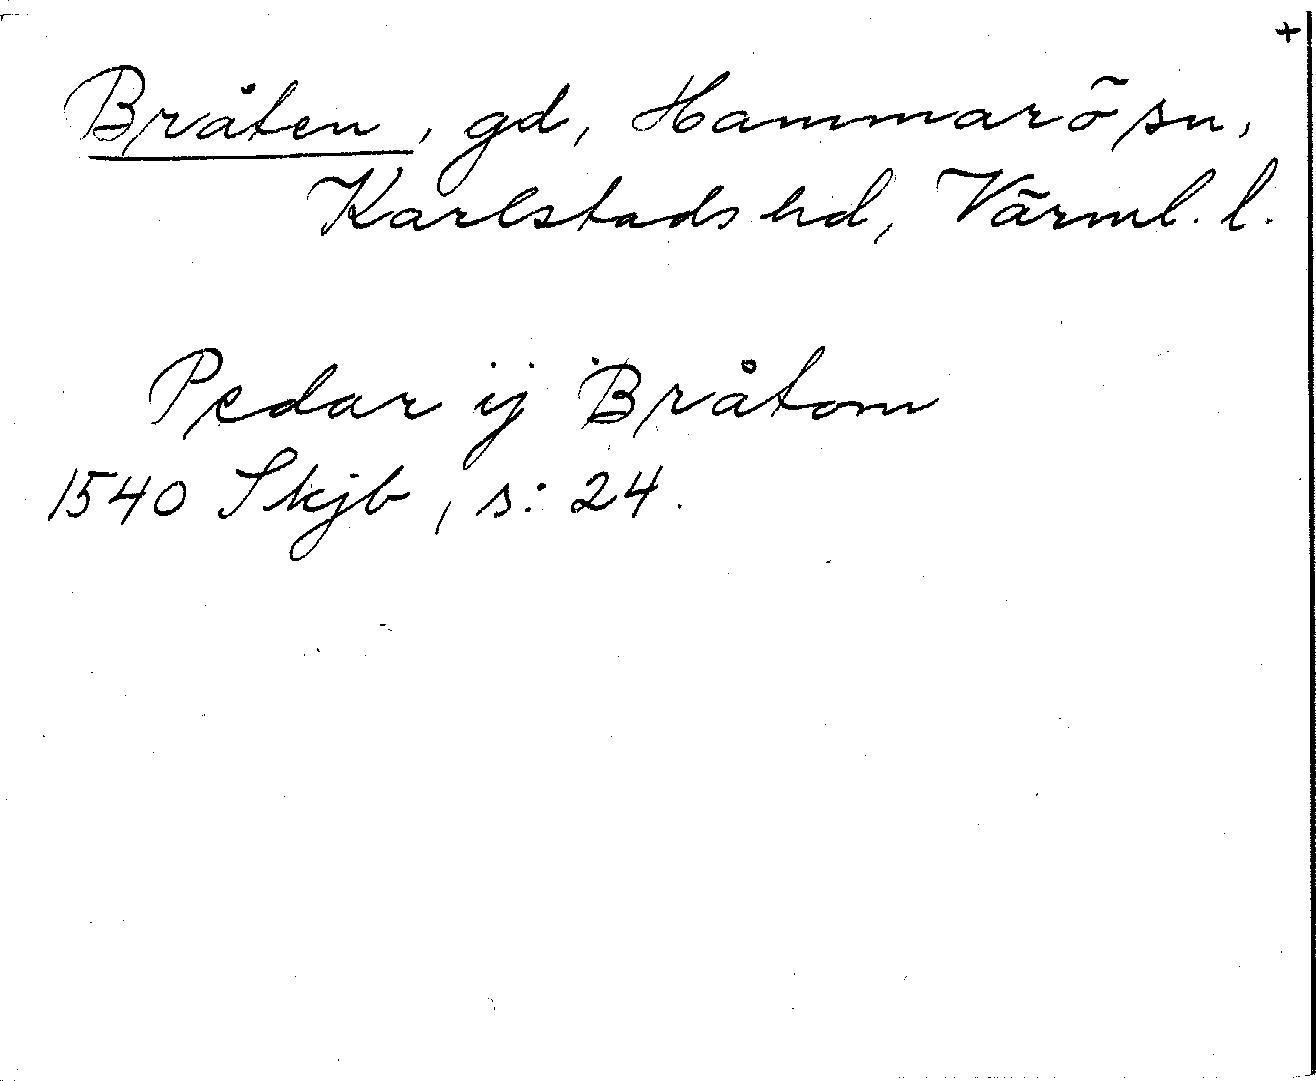 +
Bråten, gd, Hammarö sn,
Karlstads hd, Värml. l.
Pedar ij Bråtom
1540 Skjb, s: 24.